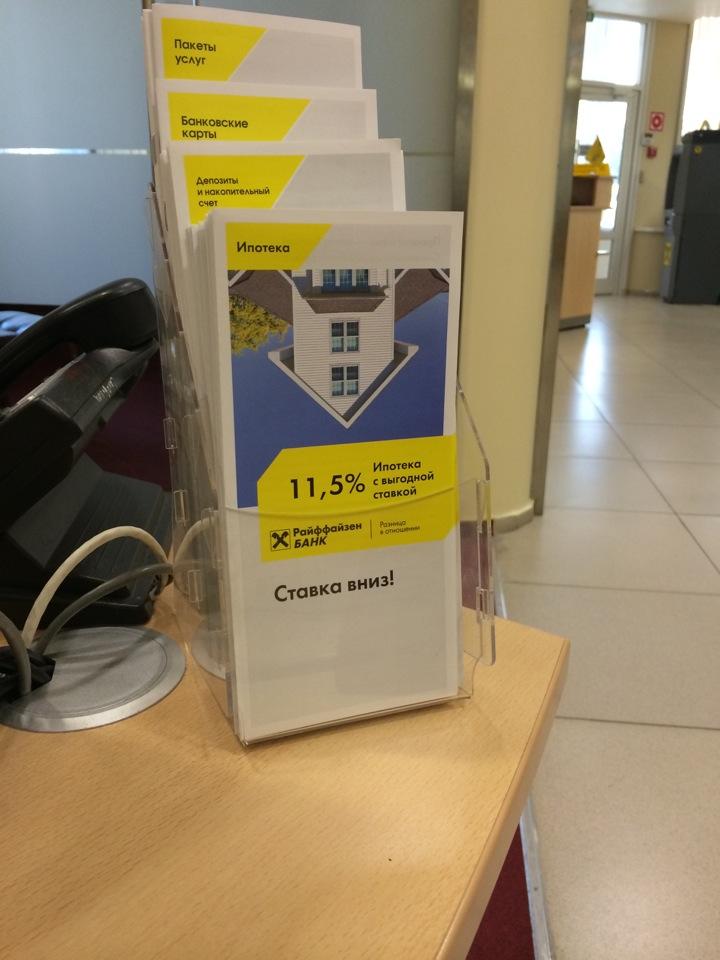 Пакеты
услуг
Банковские
карты
Депозиты
и накопительный
счет
Ипотека
11,5%
Ипотека
с выгодной
ставкой
Райффайзен
БАНК
Разница
в отношении
Ставка вниз!